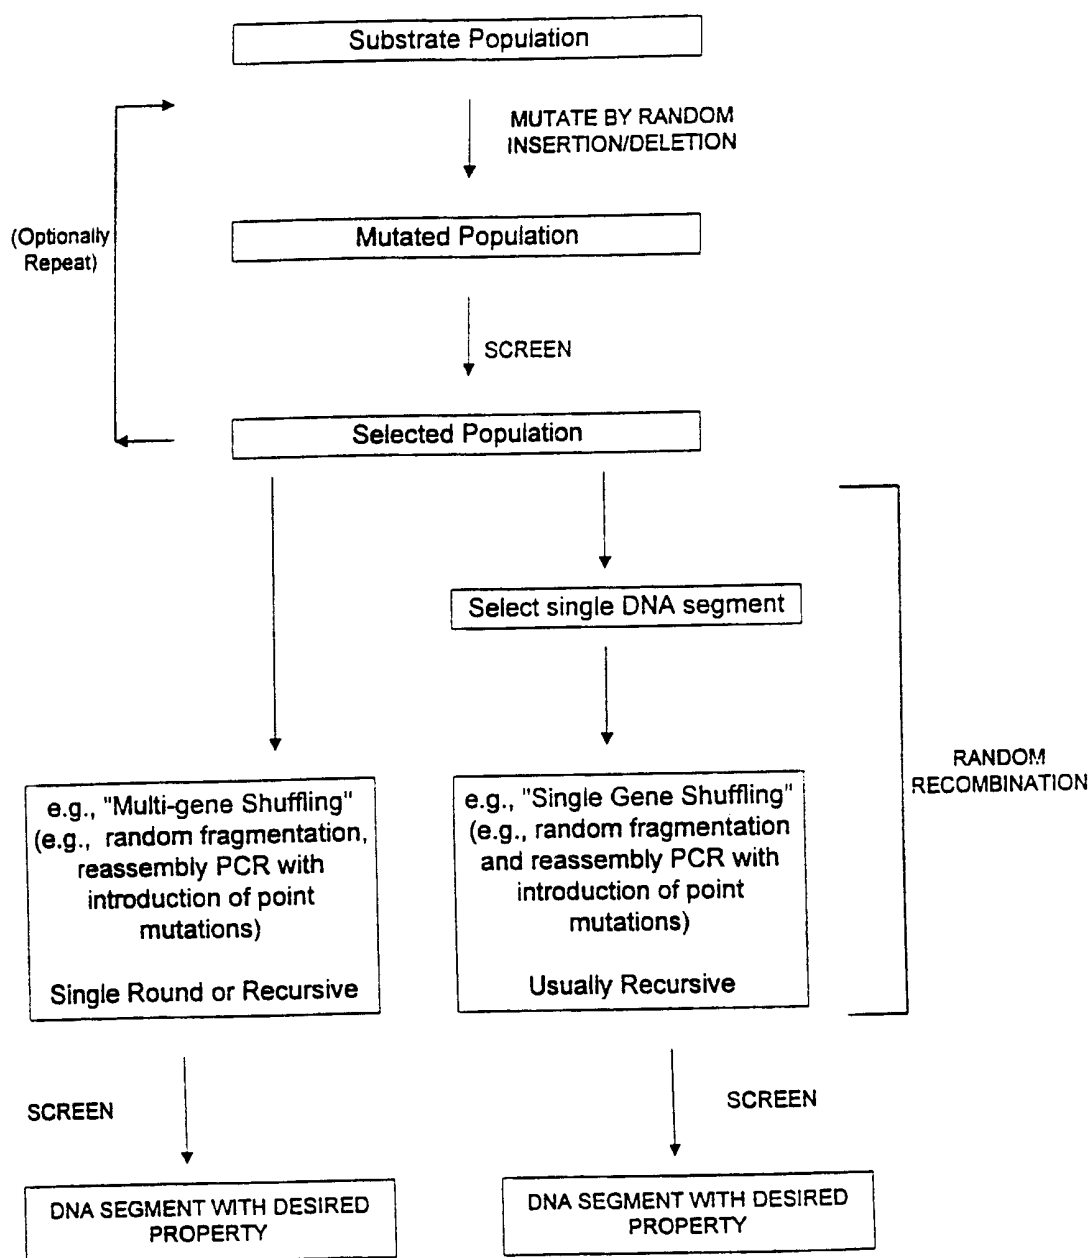 Substrate Population
MUTATE BY RANDOM
INSERTION/DELETION
(Optionally
Repeat)
Mutated Population
SCREEN
Selected Population
Select single DNA segment
RANDOM
RECOMBINATION
e.g., "Multi-gene Shuffling"
(e.g., random fragmentation,
reassembly PCR with
introduction of point
mutations)
Single Round or Recursive
e.g., "Single Gene Shuffling"
(e.g., random fragmentation
and reassembly PCR with
introduction of point
mutations)
Usually Recursive
SCREEN
SCREEN
DNA SEGMENT WITH DESIRED
PROPERTY
DNA SEGMENT WITH DESIRED
PROPERTY